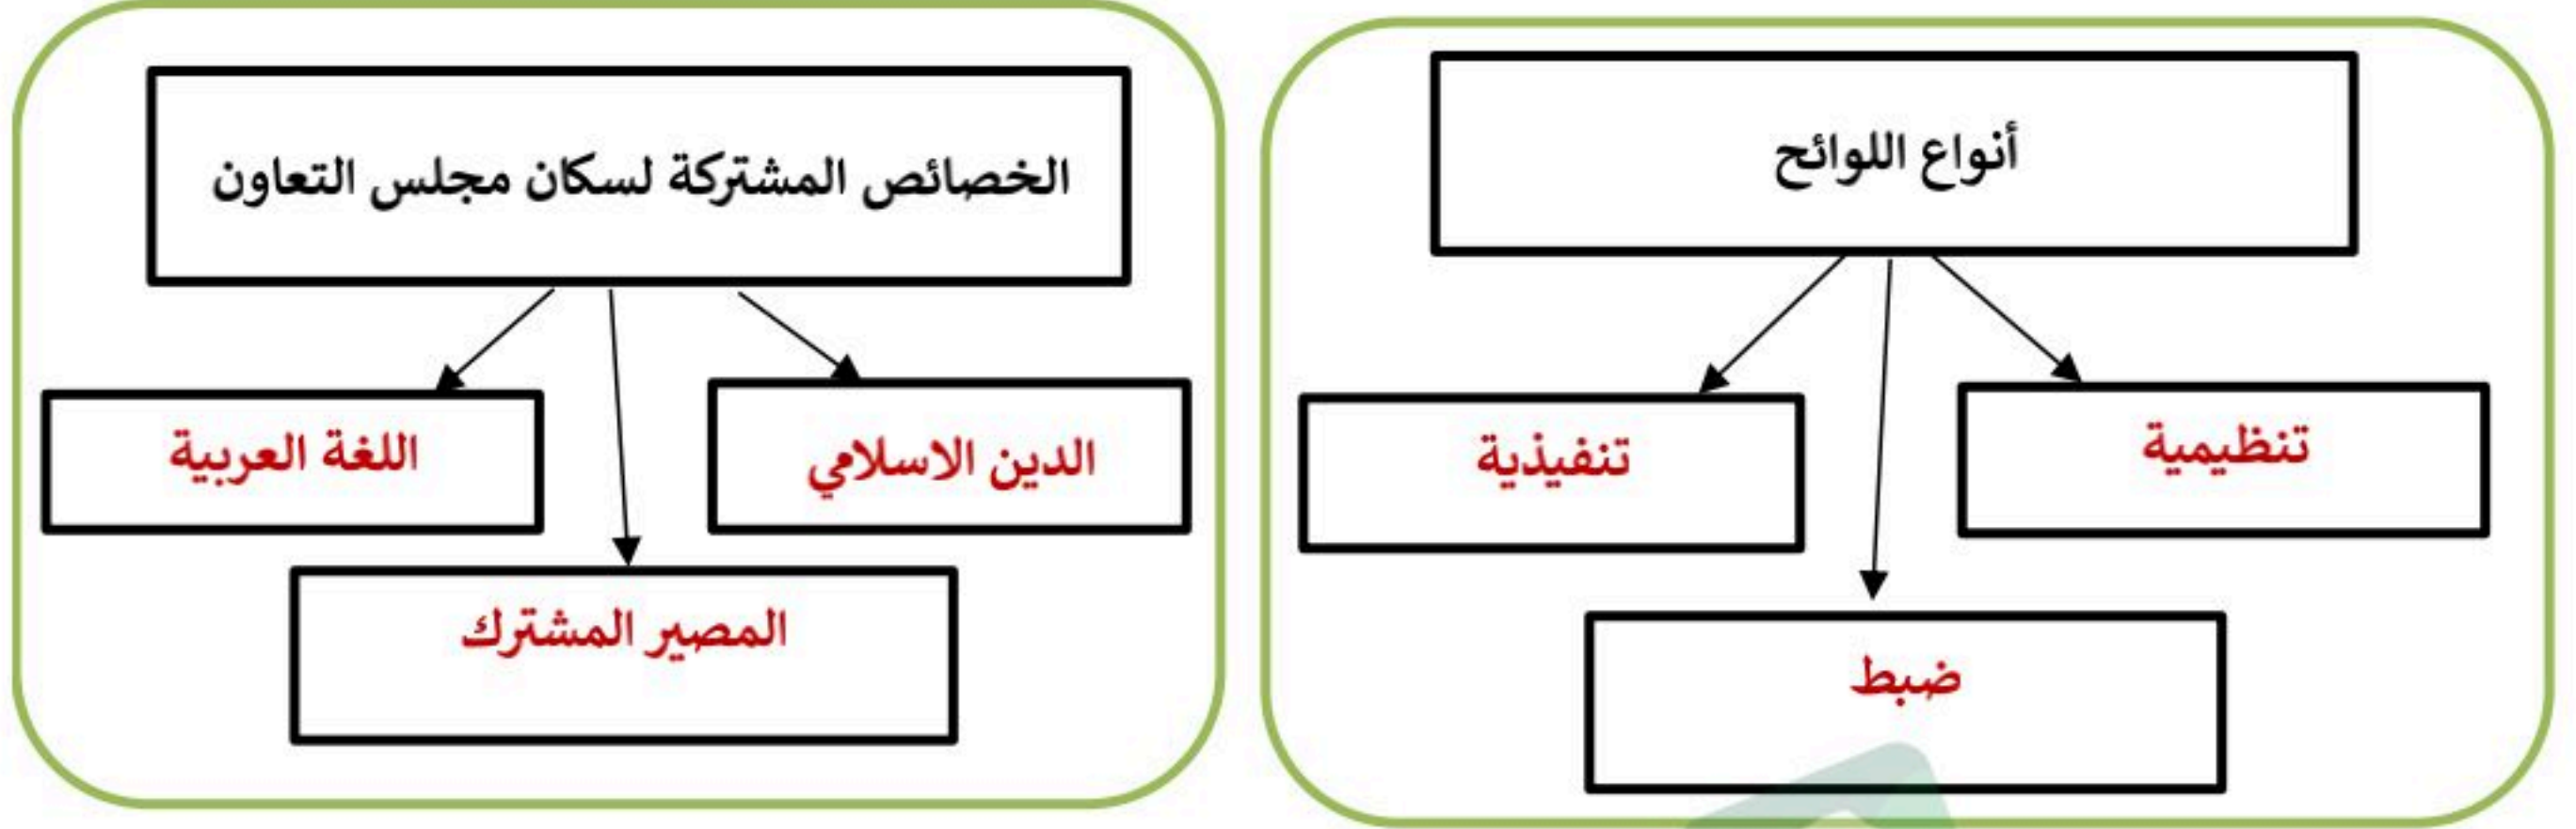 أنواع اللوائح
تنظيمية
تنفيذية
ضبط
الخصائص المشتركة لسكان مجلس التعاون
الدين الاسلامي
اللغة العربية
المصير المشترك